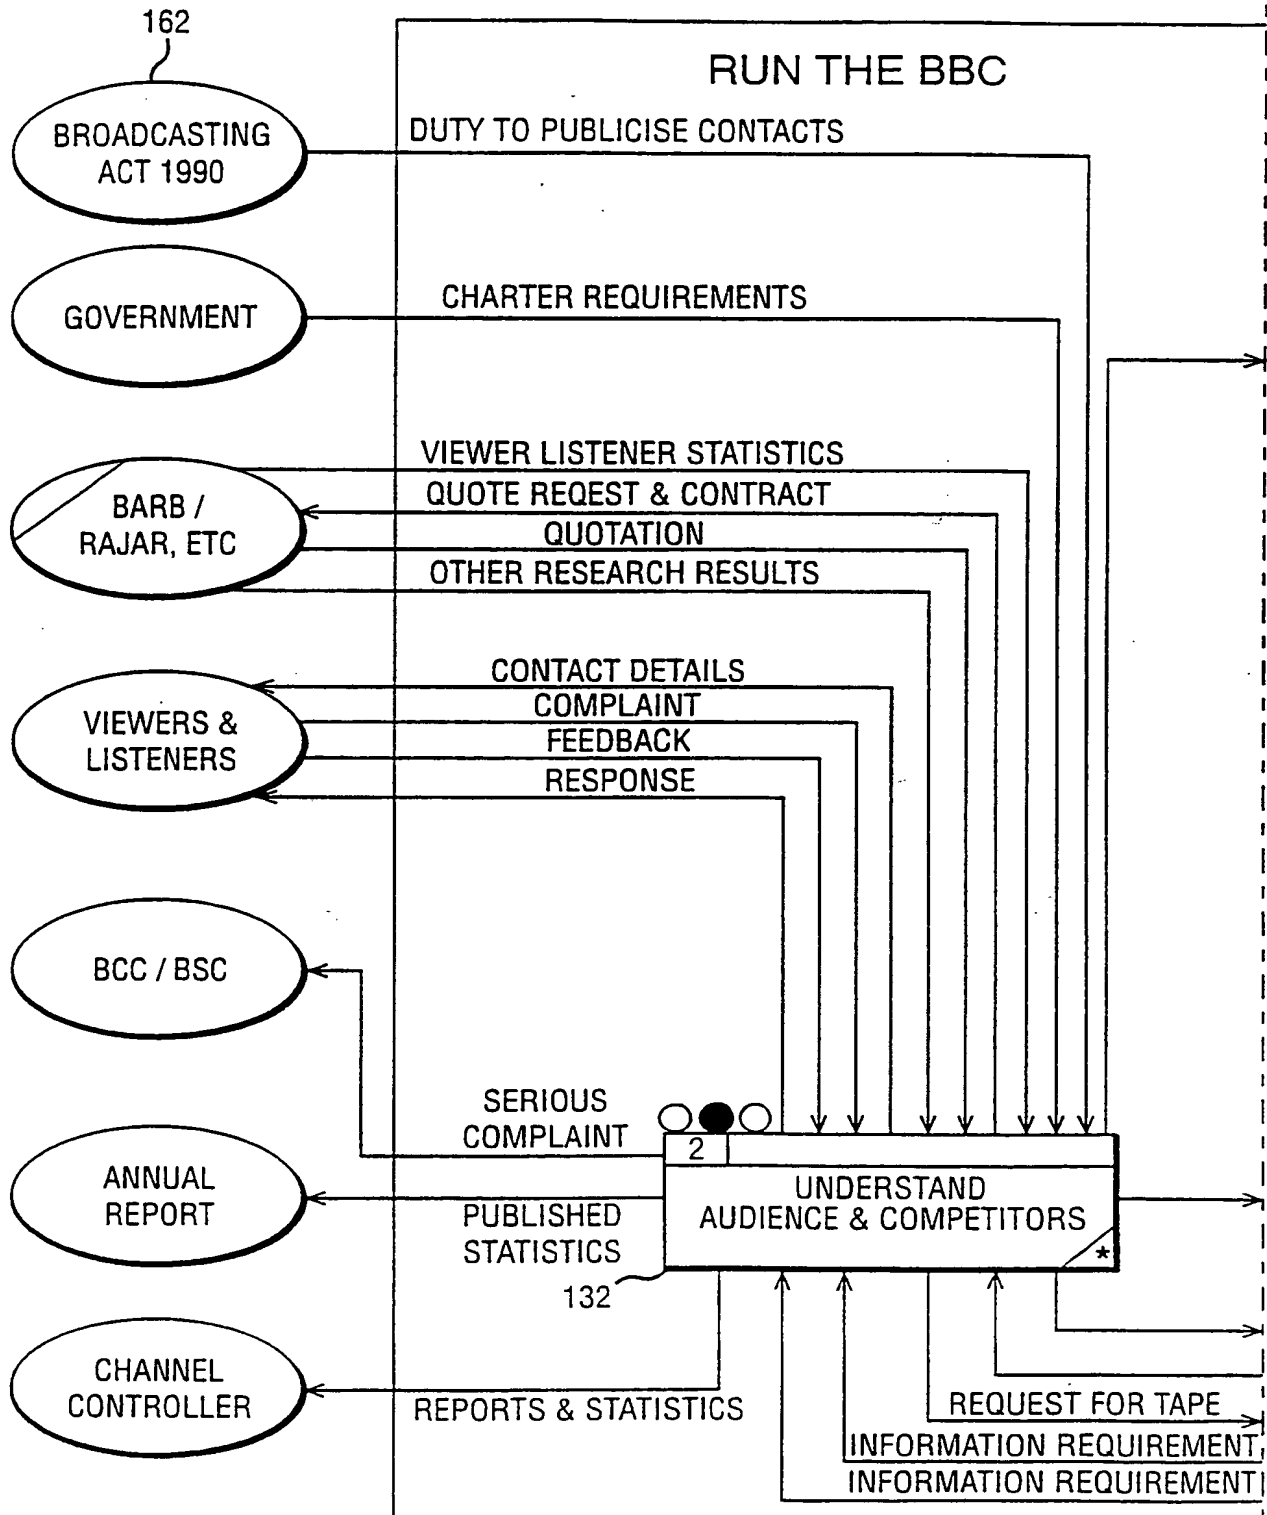 162
RUN THE BBC
BROADCASTING
ACT 1990
DUTY TO PUBLICISE CONTACTS
GOVERNMENT
CHARTER REQUIREMENTS
BARB /
RAJAR, ETC
VIEWER LISTENER STATISTICS
QUOTE REQEST & CONTRACT
QUOTATION
OTHER RESEARCH RESULTS
VIEWERS &
LISTENERS
CONTACT DETAILS
COMPLAINT
FEEDBACK
RESPONSE
BCC / BSC
SERIOUS
COMPLAINT
ANNUAL
REPORT
PUBLISHED
STATISTICS
2
UNDERSTAND
AUDIENCE & COMPETITORS
*
132
CHANNEL
CONTROLLER
REPORTS & STATISTICS
REQUEST FOR TAPE
INFORMATION REQUIREMENT
INFORMATION REQUIREMENT